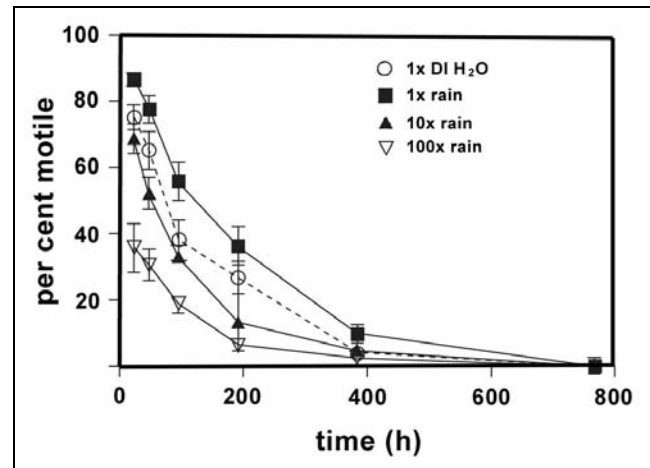 100
80
60
40
20
0
200
400
600
800
per cent motile
time (h)
1x DI H₂O
1x rain
10x rain
100x rain